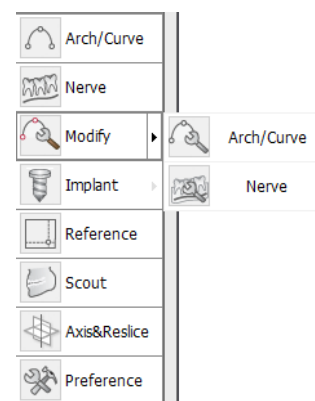 Arch/Curve
Nerve
Modify
Arch/Curve
Nerve
Implant
Reference
Scout
Axis&Reslice
Preference